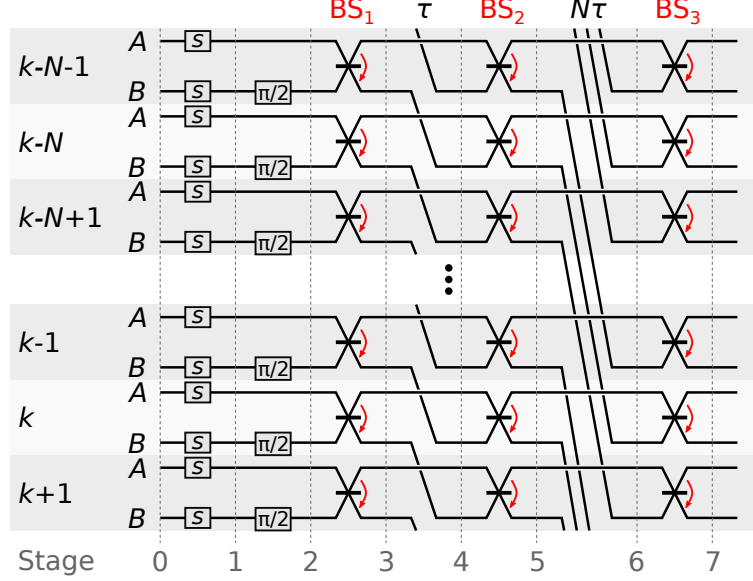 BS₁ τ BS₂ Nτ BS₃
k-N-1
A s
B s π/2
k-N
A s
B s π/2
k-N+1
A s
B s π/2
k-1
A s
B s π/2
k
A s
B s π/2
k+1
A s
B s π/2
Stage 0 1 2 3 4 5 6 7